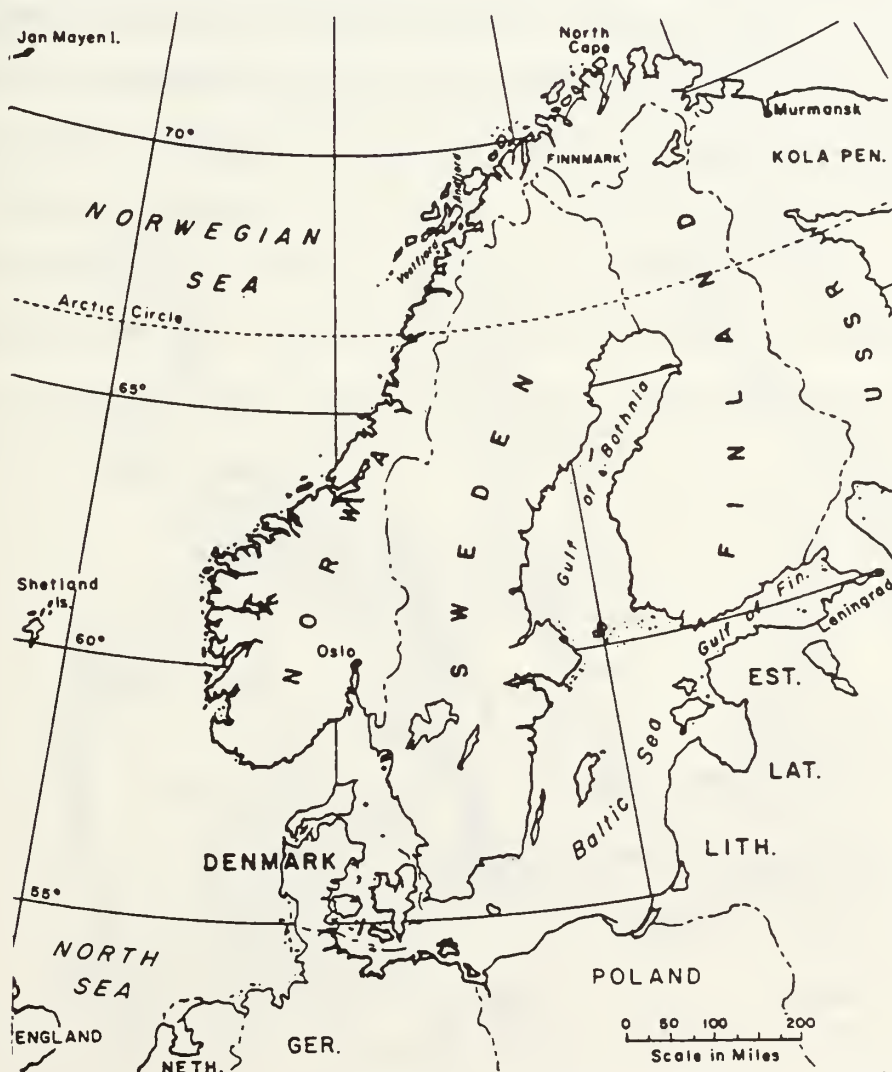 Jan Mayen I.
North
Cape
Murmansk
70°
FINNMARK
KOLA PEN.
Andfjord
NORWEGIAN
SEA
Vestfjord
Arctic Circle
65°
NORWAY
SWEDEN
FINLAND
USSR
Gulf of Bothnia
Shetland
Is.
60°
Oslo
Gulf of Fin.
Leningrad
EST.
Baltic Sea
LAT.
DENMARK
LITH.
55°
NORTH
SEA
POLAND
ENGLAND
NETH.
GER.
0 50 100 200
Scale in Miles